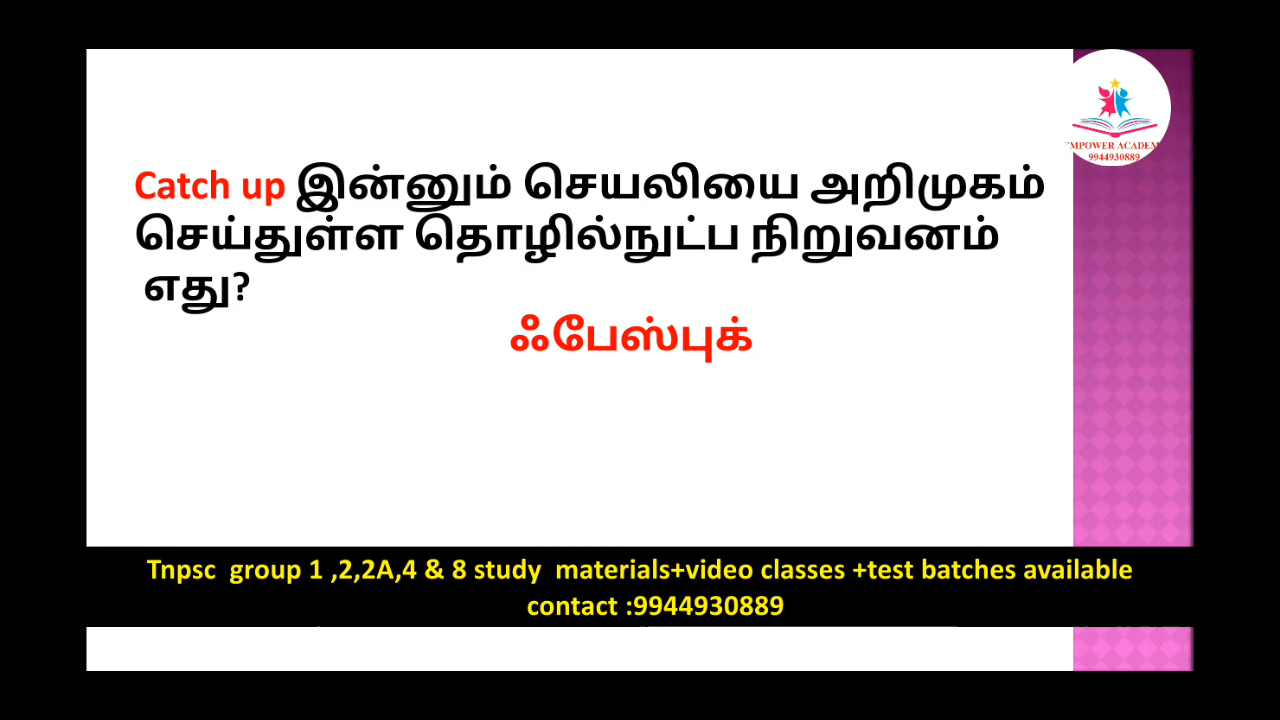 Catch up இன்னும் செயலியை அறிமுகம்
செய்துள்ள தொழில்நுட்ப நிறுவனம்
எது?
ஃபேஸ்புக்
EMPOWER ACADEM
9944930889
Tnpsc group 1 ,2,2A,4 & 8 study materials+video classes +test batches available
contact :9944930889